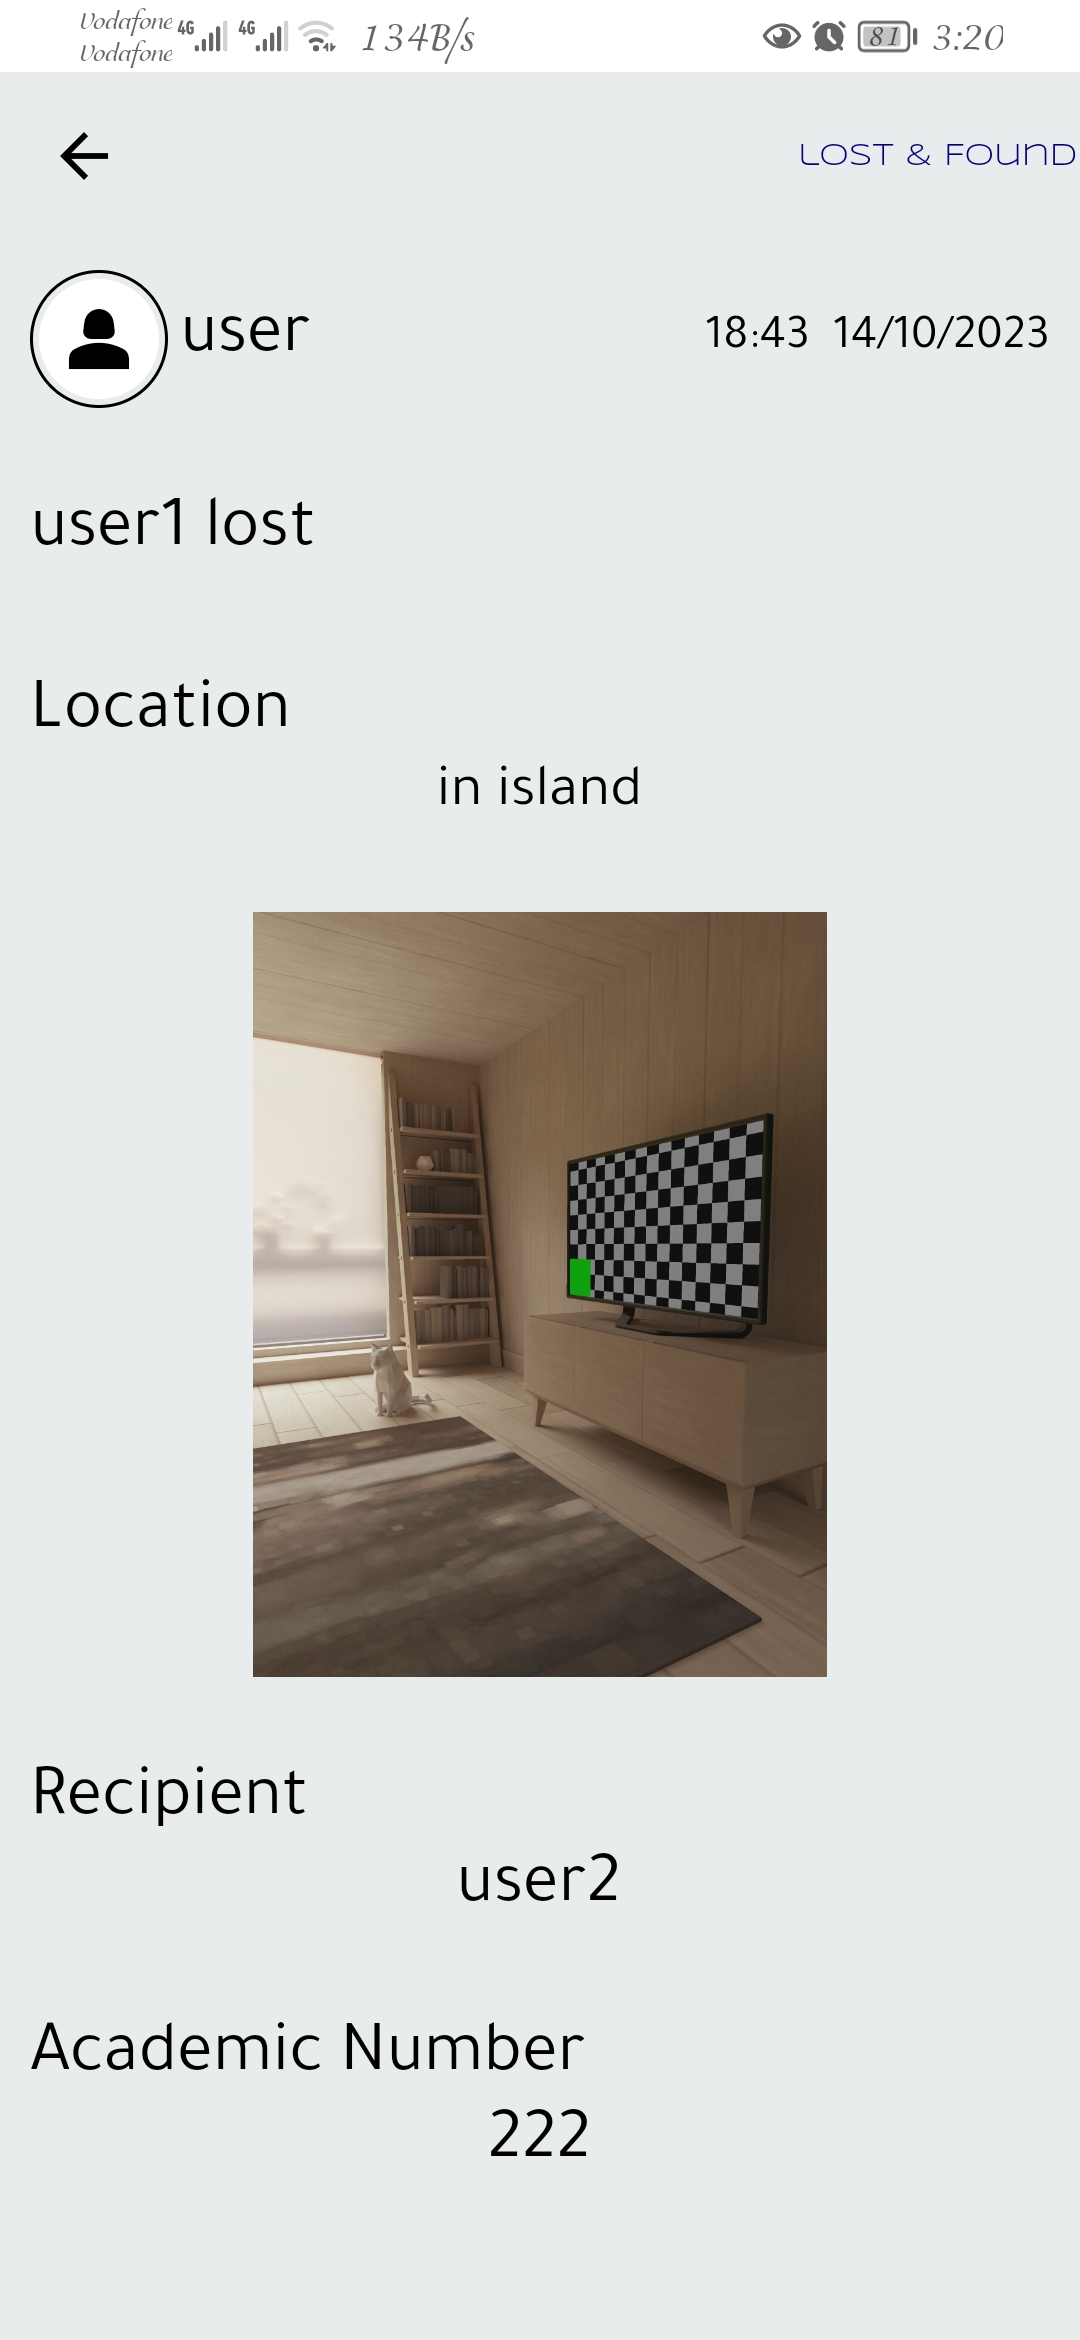 Vodafone 4G 4G 134B/s 81 3:20
Vodafone
LOST & FOUND
user 18:43 14/10/2023
user1 lost
Location
in island
Recipient
user2
Academic Number
222